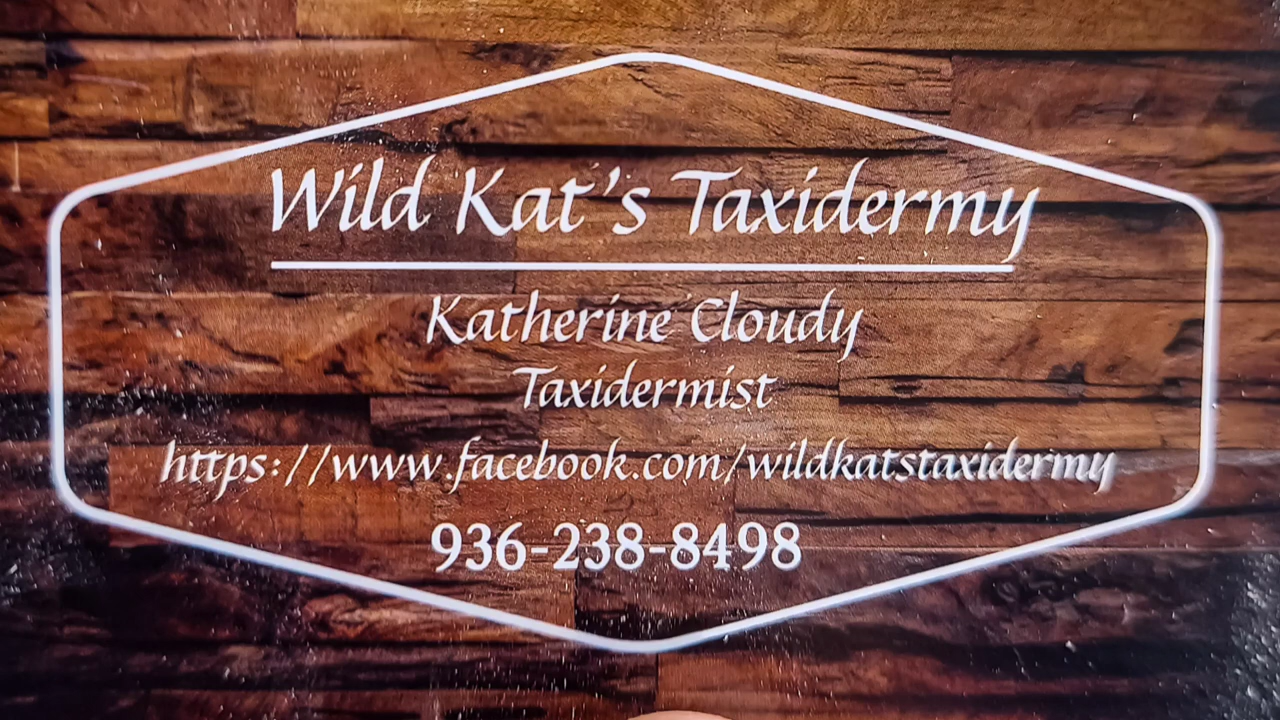 Wild Kat's Taxidermy
Katherine Cloudy
Taxidermist
https://www.facebook.com/wildkatstaxidermy
936-238-8498